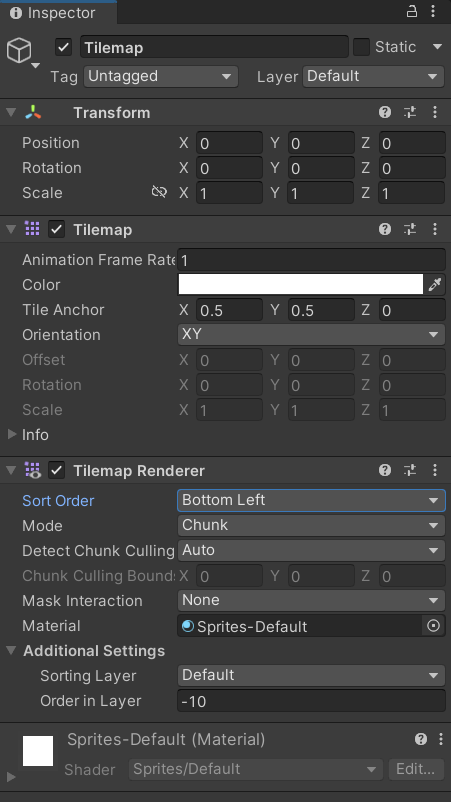 Inspector
Tilemap Static
Tag Untagged Layer Default
Transform
Position X 0 Y 0 Z 0
Rotation X 0 Y 0 Z 0
Scale X 1 Y 1 Z 1
Tilemap
Animation Frame Rate 1
Color
Tile Anchor X 0.5 Y 0.5 Z 0
Orientation XY
Offset X 0 Y 0 Z 0
Rotation X 0 Y 0 Z 0
Scale X 1 Y 1 Z 1
Info
Tilemap Renderer
Sort Order Bottom Left
Mode Chunk
Detect Chunk Culling Auto
Chunk Culling Bounds X 0 Y 0 Z 0
Mask Interaction None
Material Sprites-Default
Additional Settings
Sorting Layer Default
Order in Layer -10
Sprites-Default (Material)
Shader Sprites/Default Edit...